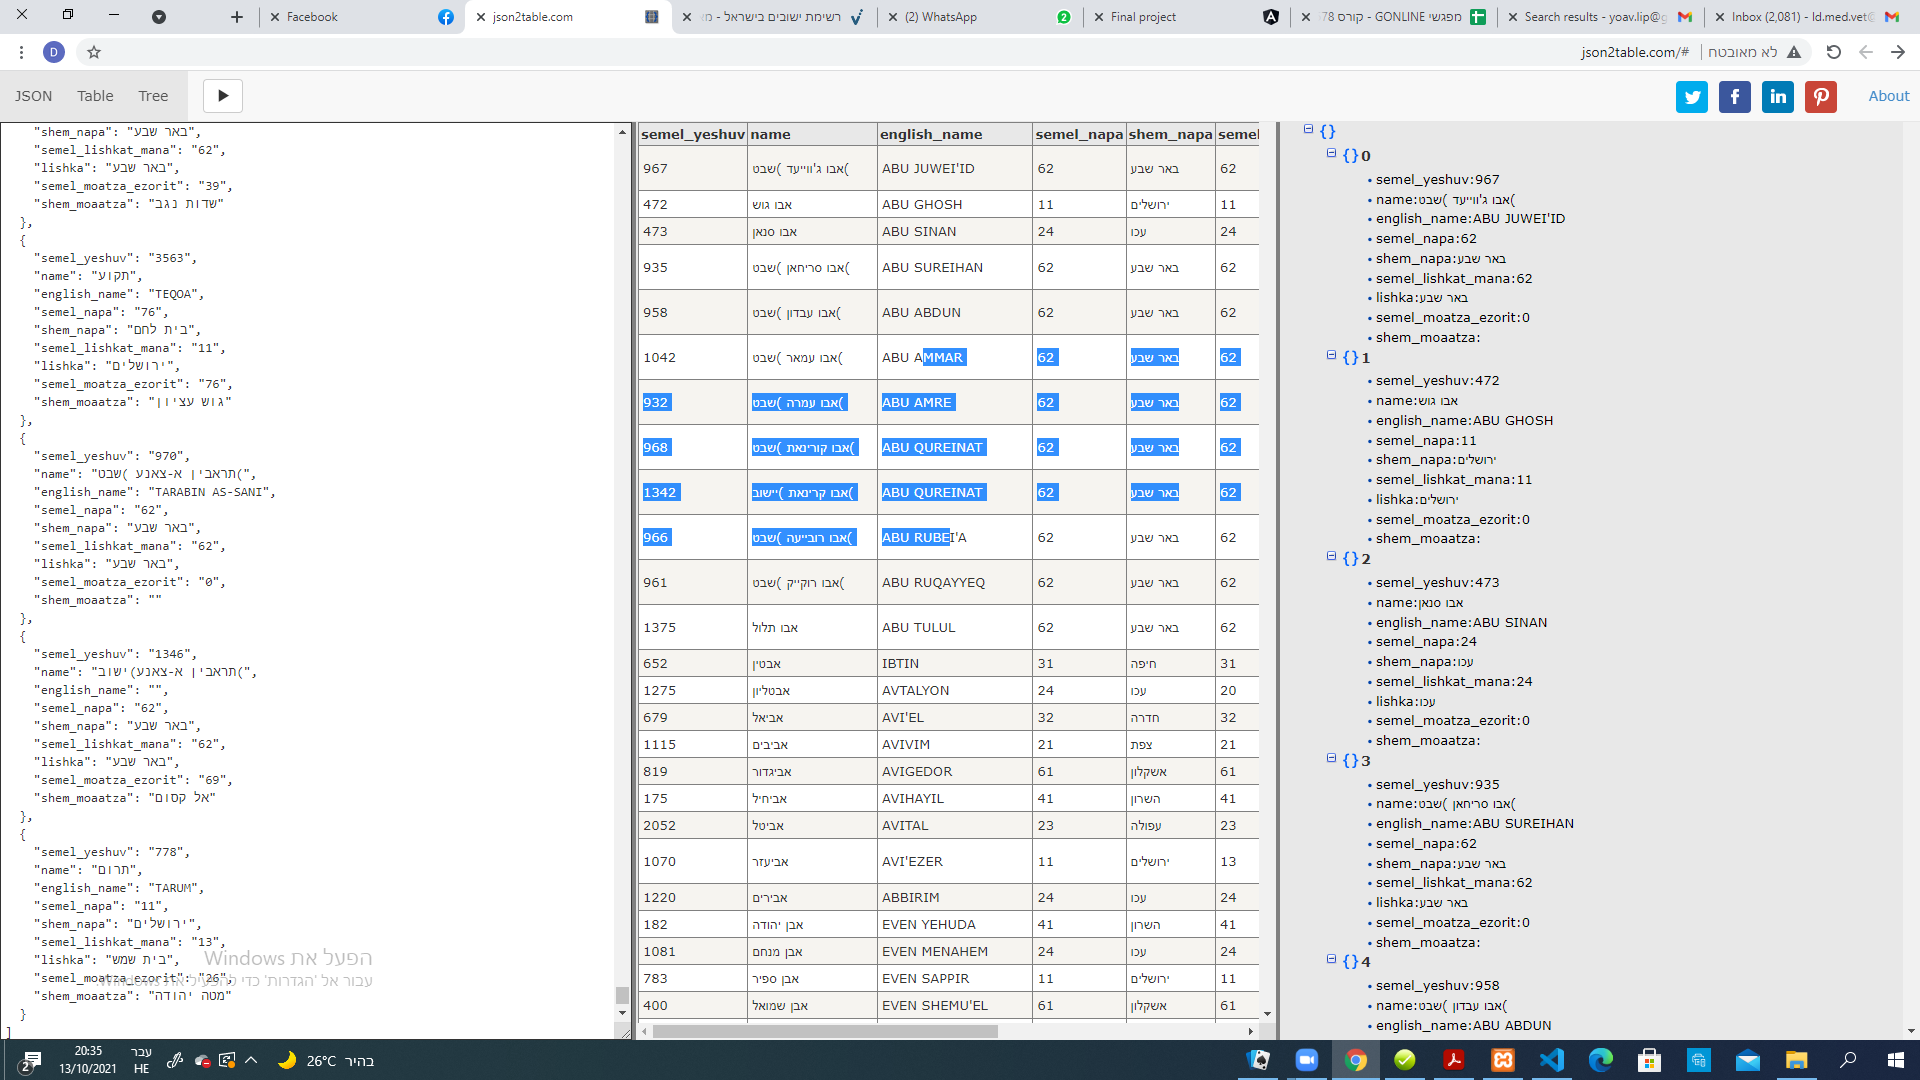 Facebook
json2table.com
רשימת ישובים בישראל
(2) WhatsApp
Final project
מפגשי GONLINE - קורס
Search results - yoav.lip@g
Inbox (2,081) - ld.med.vet@
D
json2table.com/#
לא מאובטח
JSON Table Tree
About
"shem_napa": "באר שבע",
"semel_lishkat_mana": "62",
"lishka": "באר שבע",
"semel_moatza_ezorit": "39",
"shem_moaatza": "שדות נגב"
},
{
"semel_yeshuv": "3563",
"name": "תקוע",
"english_name": "TEQOA",
"semel_napa": "76",
"shem_napa": "בית לחם",
"semel_lishkat_mana": "11",
"lishka": "ירושלים",
"semel_moatza_ezorit": "76",
"shem_moaatza": "גוש עציון"
},
{
"semel_yeshuv": "970",
"name": "תראבין א-צאנע )שבט(",
"english_name": "TARABIN AS-SANI",
"semel_napa": "62",
"shem_napa": "באר שבע",
"semel_lishkat_mana": "62",
"lishka": "באר שבע",
"semel_moatza_ezorit": "0",
"shem_moaatza": ""
},
{
"semel_yeshuv": "1346",
"name": "תראבין א-צאנע)ישוב(",
"english_name": "",
"semel_napa": "62",
"shem_napa": "באר שבע",
"semel_lishkat_mana": "62",
"lishka": "באר שבע",
"semel_moatza_ezorit": "69",
"shem_moaatza": "אל קסום"
},
{
"semel_yeshuv": "778",
"name": "תרום",
"english_name": "TARUM",
"semel_napa": "11",
"shem_napa": "ירושלים",
"semel_lishkat_mana": "13",
"lishka": "בית שמש",
"semel_moatza_ezorit": "26",
"shem_moaatza": "מטה יהודה"
}
]
הפעל את Windows
עבור אל 'הגדרות' כדי להפעיל את Windows.
semel_yeshuv name english_name semel_napa shem_napa semel
967 אבו ג'ווייעד )שבט( ABU JUWEI'ID 62 באר שבע 62
472 אבו גוש ABU GHOSH 11 ירושלים 11
473 אבו סנאן ABU SINAN 24 עכו 24
935 אבו סריחאן )שבט( ABU SUREIHAN 62 באר שבע 62
958 אבו עבדון )שבט( ABU ABDUN 62 באר שבע 62
1042 אבו עמאר )שבט( ABU AMMAR 62 באר שבע 62
932 אבו עמרה )שבט( ABU AMRE 62 באר שבע 62
968 אבו קורינאת )שבט( ABU QUREINAT 62 באר שבע 62
1342 אבו קרינאת )יישוב( ABU QUREINAT 62 באר שבע 62
966 אבו רובייעה )שבט( ABU RUBEI'A 62 באר שבע 62
961 אבו רוקייק )שבט( ABU RUQAYYEQ 62 באר שבע 62
1375 אבו תלול ABU TULUL 62 באר שבע 62
652 אבטין IBTIN 31 חיפה 31
1275 אבטליון AVTALYON 24 עכו 20
679 אביאל AVI'EL 32 חדרה 32
1115 אביבים AVIVIM 21 צפת 21
819 אביגדור AVIGEDOR 61 אשקלון 61
175 אביחיל AVIHAYIL 41 השרון 41
2052 אביטל AVITAL 23 עפולה 23
1070 אביעזר AVI'EZER 11 ירושלים 13
1220 אבירים ABBIRIM 24 עכו 24
182 אבן יהודה EVEN YEHUDA 41 השרון 41
1081 אבן מנחם EVEN MENAHEM 24 עכו 24
783 אבן ספיר EVEN SAPPIR 11 ירושלים 11
400 אבן שמואל EVEN SHEMU'EL 61 אשקלון 61
{}
{} 0
semel_yeshuv:967
name:אבו ג'ווייעד )שבט(
english_name:ABU JUWEI'ID
semel_napa:62
shem_napa:באר שבע
semel_lishkat_mana:62
lishka:באר שבע
semel_moatza_ezorit:0
shem_moaatza:
{} 1
semel_yeshuv:472
name:אבו גוש
english_name:ABU GHOSH
semel_napa:11
shem_napa:ירושלים
semel_lishkat_mana:11
lishka:ירושלים
semel_moatza_ezorit:0
shem_moaatza:
{} 2
semel_yeshuv:473
name:אבו סנאן
english_name:ABU SINAN
semel_napa:24
shem_napa:עכו
semel_lishkat_mana:24
lishka:עכו
semel_moatza_ezorit:0
shem_moaatza:
{} 3
semel_yeshuv:935
name:אבו סריחאן )שבט(
english_name:ABU SUREIHAN
semel_napa:62
shem_napa:באר שבע
semel_lishkat_mana:62
lishka:באר שבע
semel_moatza_ezorit:0
shem_moaatza:
{} 4
semel_yeshuv:958
name:אבו עבדון )שבט(
english_name:ABU ABDUN
2
20:35
13/10/2021
עבר
HE
26°C בהיר